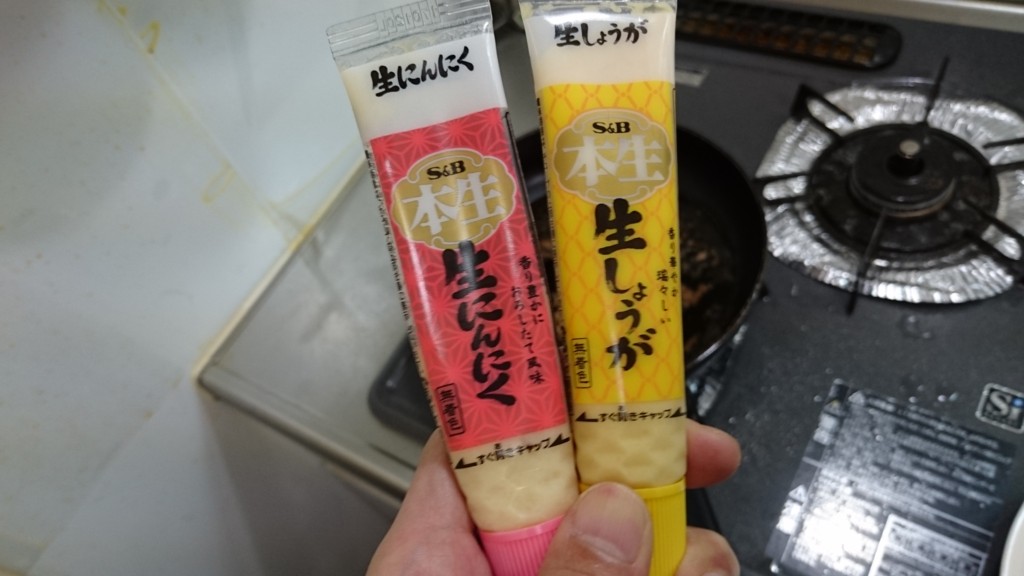 生にんにく
S&B
本生
生にんにく
香り豊かに
おろしたて風味
無着色
すぐ開きキャップ
生しょうが
S&B
本生
生しょうが
香り華やか
瑞々しい
無着色
すぐ開きキャップ
Si